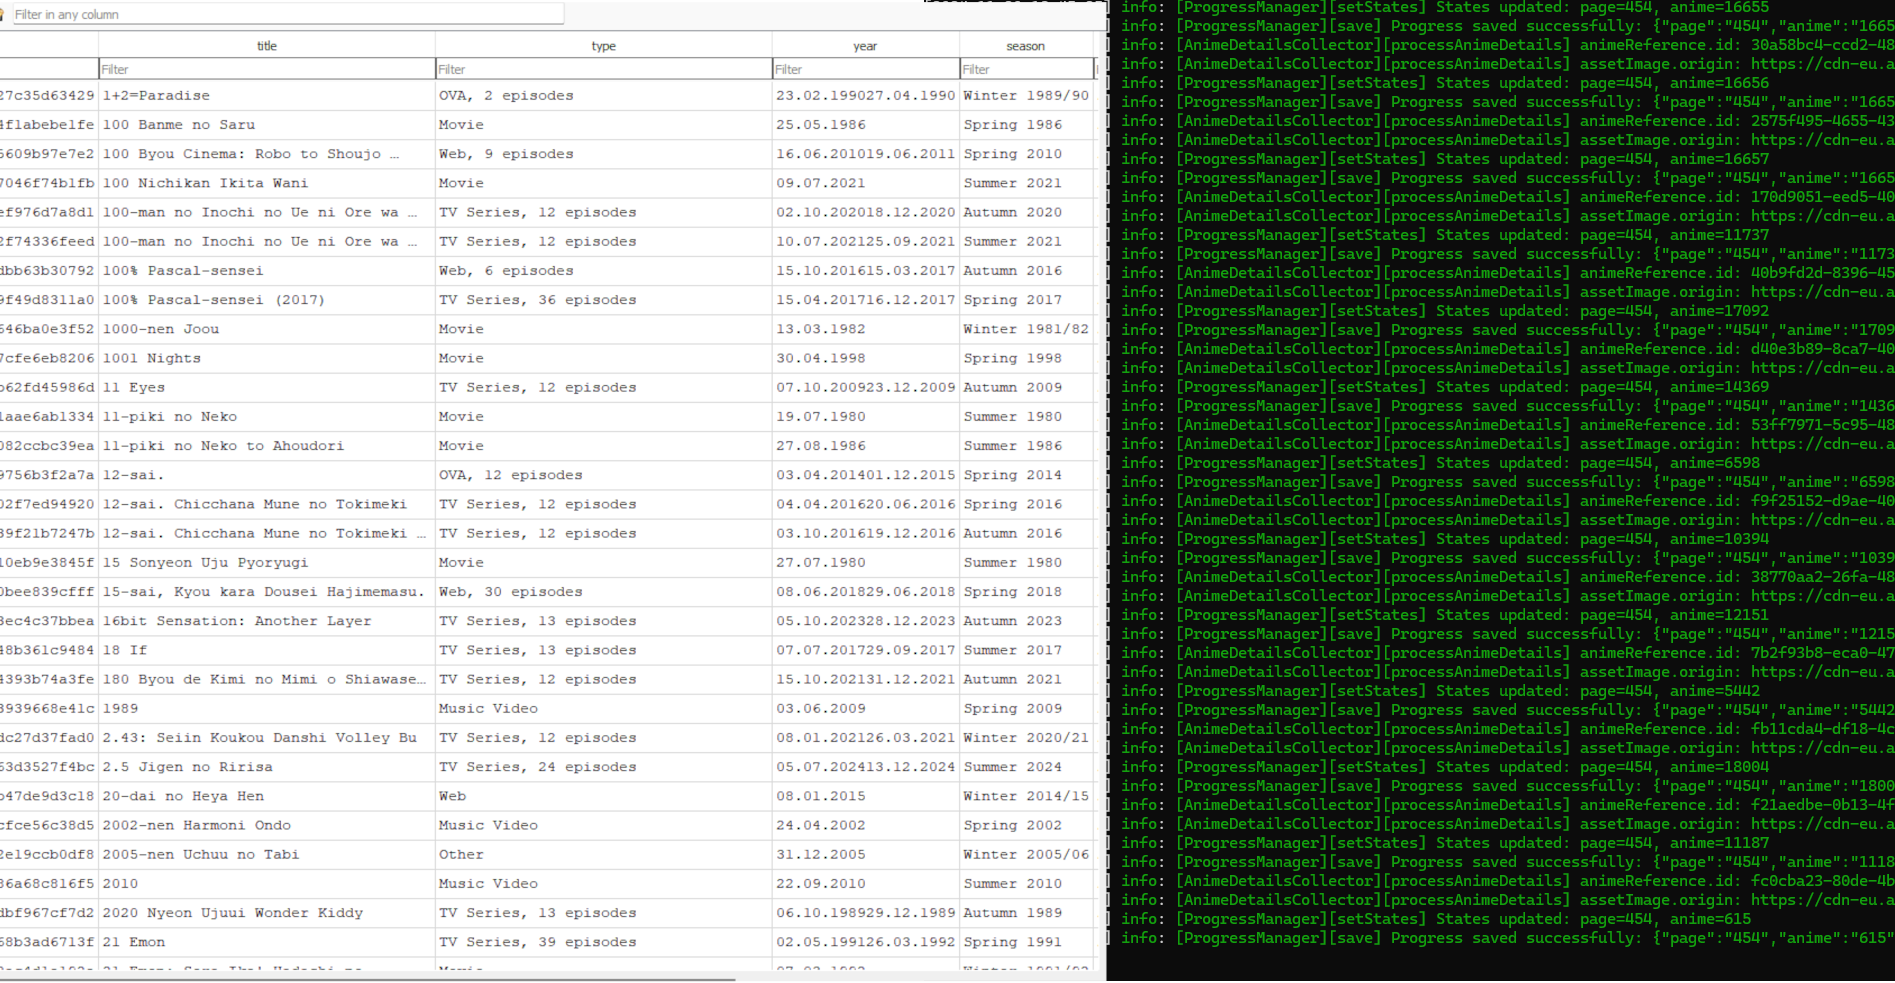 Filter in any column
title type year season
Filter Filter Filter Filter
27c35d63429 1+2=Paradise OVA, 2 episodes 23.02.199027.04.1990 Winter 1989/90
4f1abebe1fe 100 Banme no Saru Movie 25.05.1986 Spring 1986
6609b97e7e2 100 Byou Cinema: Robo to Shoujo … Web, 9 episodes 16.06.201019.06.2011 Spring 2010
7046f74b1fb 100 Nichikan Ikita Wani Movie 09.07.2021 Summer 2021
ef976d7a8d1 100-man no Inochi no Ue ni Ore wa … TV Series, 12 episodes 02.10.202018.12.2020 Autumn 2020
2f74336feed 100-man no Inochi no Ue ni Ore wa … TV Series, 12 episodes 10.07.202125.09.2021 Summer 2021
dbb63b30792 100% Pascal-sensei Web, 6 episodes 15.10.201615.03.2017 Autumn 2016
9f49d8311a0 100% Pascal-sensei (2017) TV Series, 36 episodes 15.04.201716.12.2017 Spring 2017
646ba0e3f52 1000-nen Joou Movie 13.03.1982 Winter 1981/82
7cfe6eb8206 1001 Nights Movie 30.04.1998 Spring 1998
b62fd45986d 11 Eyes TV Series, 12 episodes 07.10.200923.12.2009 Autumn 2009
1aae6ab1334 11-piki no Neko Movie 19.07.1980 Summer 1980
082ccbc39ea 11-piki no Neko to Ahoudori Movie 27.08.1986 Summer 1986
9756b3f2a7a 12-sai. OVA, 12 episodes 03.04.201401.12.2015 Spring 2014
02f7ed94920 12-sai. Chicchana Mune no Tokimeki TV Series, 12 episodes 04.04.201620.06.2016 Spring 2016
39f21b7247b 12-sai. Chicchana Mune no Tokimeki … TV Series, 12 episodes 03.10.201619.12.2016 Autumn 2016
10eb9e3845f 15 Sonyeon Uju Pyoryugi Movie 27.07.1980 Summer 1980
0bee839cfff 15-sai, Kyou kara Dousei Hajimemasu. Web, 30 episodes 08.06.201829.06.2018 Spring 2018
3ec4c37bbea 16bit Sensation: Another Layer TV Series, 13 episodes 05.10.202328.12.2023 Autumn 2023
48b361c9484 18 If TV Series, 13 episodes 07.07.201729.09.2017 Summer 2017
4393b74a3fe 180 Byou de Kimi no Mimi o Shiawase… TV Series, 12 episodes 15.10.202131.12.2021 Autumn 2021
3939668e41c 1989 Music Video 03.06.2009 Spring 2009
dc27d37fad0 2.43: Seiin Koukou Danshi Volley Bu TV Series, 12 episodes 08.01.202126.03.2021 Winter 2020/21
63d3527f4bc 2.5 Jigen no Ririsa TV Series, 24 episodes 05.07.202413.12.2024 Summer 2024
b47de9d3c18 20-dai no Heya Hen Web 08.01.2015 Winter 2014/15
cfce56c38d5 2002-nen Harmoni Ondo Music Video 24.04.2002 Spring 2002
2e19ccb0df8 2005-nen Uchuu no Tabi Other 31.12.2005 Winter 2005/06
36a68c816f5 2010 Music Video 22.09.2010 Summer 2010
dbf967cf7d2 2020 Nyeon Ujuui Wonder Kiddy TV Series, 13 episodes 06.10.198929.12.1989 Autumn 1989
68b3ad6713f 21 Emon TV Series, 39 episodes 02.05.199126.03.1992 Spring 1991
info: [ProgressManager][setStates] States updated: page=454, anime=16655
info: [ProgressManager][save] Progress saved successfully: {"page":"454","anime":"1665
info: [AnimeDetailsCollector][processAnimeDetails] animeReference.id: 30a58bc4-ccd2-48
info: [AnimeDetailsCollector][processAnimeDetails] assetImage.origin: https://cdn-eu.a
info: [ProgressManager][setStates] States updated: page=454, anime=16656
info: [ProgressManager][save] Progress saved successfully: {"page":"454","anime":"1665
info: [AnimeDetailsCollector][processAnimeDetails] animeReference.id: 2575f495-4655-43
info: [AnimeDetailsCollector][processAnimeDetails] assetImage.origin: https://cdn-eu.a
info: [ProgressManager][setStates] States updated: page=454, anime=16657
info: [ProgressManager][save] Progress saved successfully: {"page":"454","anime":"1665
info: [AnimeDetailsCollector][processAnimeDetails] animeReference.id: 170d9051-eed5-40
info: [AnimeDetailsCollector][processAnimeDetails] assetImage.origin: https://cdn-eu.a
info: [ProgressManager][setStates] States updated: page=454, anime=11737
info: [ProgressManager][save] Progress saved successfully: {"page":"454","anime":"1173
info: [AnimeDetailsCollector][processAnimeDetails] animeReference.id: 40b9fd2d-8396-45
info: [AnimeDetailsCollector][processAnimeDetails] assetImage.origin: https://cdn-eu.a
info: [ProgressManager][setStates] States updated: page=454, anime=17092
info: [ProgressManager][save] Progress saved successfully: {"page":"454","anime":"1709
info: [AnimeDetailsCollector][processAnimeDetails] animeReference.id: d40e3b89-8ca7-40
info: [AnimeDetailsCollector][processAnimeDetails] assetImage.origin: https://cdn-eu.a
info: [ProgressManager][setStates] States updated: page=454, anime=14369
info: [ProgressManager][save] Progress saved successfully: {"page":"454","anime":"1436
info: [AnimeDetailsCollector][processAnimeDetails] animeReference.id: 53ff7971-5c95-48
info: [AnimeDetailsCollector][processAnimeDetails] assetImage.origin: https://cdn-eu.a
info: [ProgressManager][setStates] States updated: page=454, anime=6598
info: [ProgressManager][save] Progress saved successfully: {"page":"454","anime":"6598
info: [AnimeDetailsCollector][processAnimeDetails] animeReference.id: f9f25152-d9ae-40
info: [AnimeDetailsCollector][processAnimeDetails] assetImage.origin: https://cdn-eu.a
info: [ProgressManager][setStates] States updated: page=454, anime=10394
info: [ProgressManager][save] Progress saved successfully: {"page":"454","anime":"1039
info: [AnimeDetailsCollector][processAnimeDetails] animeReference.id: 38770aa2-26fa-48
info: [AnimeDetailsCollector][processAnimeDetails] assetImage.origin: https://cdn-eu.a
info: [ProgressManager][setStates] States updated: page=454, anime=12151
info: [ProgressManager][save] Progress saved successfully: {"page":"454","anime":"1215
info: [AnimeDetailsCollector][processAnimeDetails] animeReference.id: 7b2f93b8-eca0-47
info: [AnimeDetailsCollector][processAnimeDetails] assetImage.origin: https://cdn-eu.a
info: [ProgressManager][setStates] States updated: page=454, anime=5442
info: [ProgressManager][save] Progress saved successfully: {"page":"454","anime":"5442
info: [AnimeDetailsCollector][processAnimeDetails] animeReference.id: fb11cda4-df18-4c
info: [AnimeDetailsCollector][processAnimeDetails] assetImage.origin: https://cdn-eu.a
info: [ProgressManager][setStates] States updated: page=454, anime=18004
info: [ProgressManager][save] Progress saved successfully: {"page":"454","anime":"1800
info: [AnimeDetailsCollector][processAnimeDetails] animeReference.id: f21aedbe-0b13-4f
info: [AnimeDetailsCollector][processAnimeDetails] assetImage.origin: https://cdn-eu.a
info: [ProgressManager][setStates] States updated: page=454, anime=11187
info: [ProgressManager][save] Progress saved successfully: {"page":"454","anime":"1118
info: [AnimeDetailsCollector][processAnimeDetails] animeReference.id: fc0cba23-80de-4b
info: [AnimeDetailsCollector][processAnimeDetails] assetImage.origin: https://cdn-eu.a
info: [ProgressManager][setStates] States updated: page=454, anime=615
info: [ProgressManager][save] Progress saved successfully: {"page":"454","anime":"615"